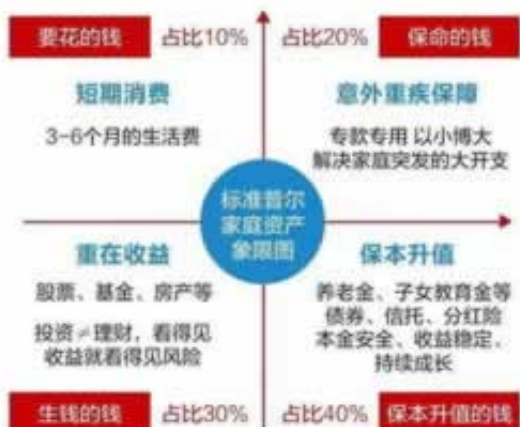 要花的钱 占比10%
占比20% 保命的钱
短期消费
3-6个月的生活费
意外重疾保障
专款专用 以小博大
解决家庭突发的大开支
标准普尔
家庭资产
象限图
重在收益
股票、基金、房产等
投资≠理财，看得见
收益就看得见风险
保本升值
养老金、子女教育金等
债券、信托、分红险
本金安全、收益稳定、
持续成长
生钱的钱 占比30%
占比40% 保本升值的钱